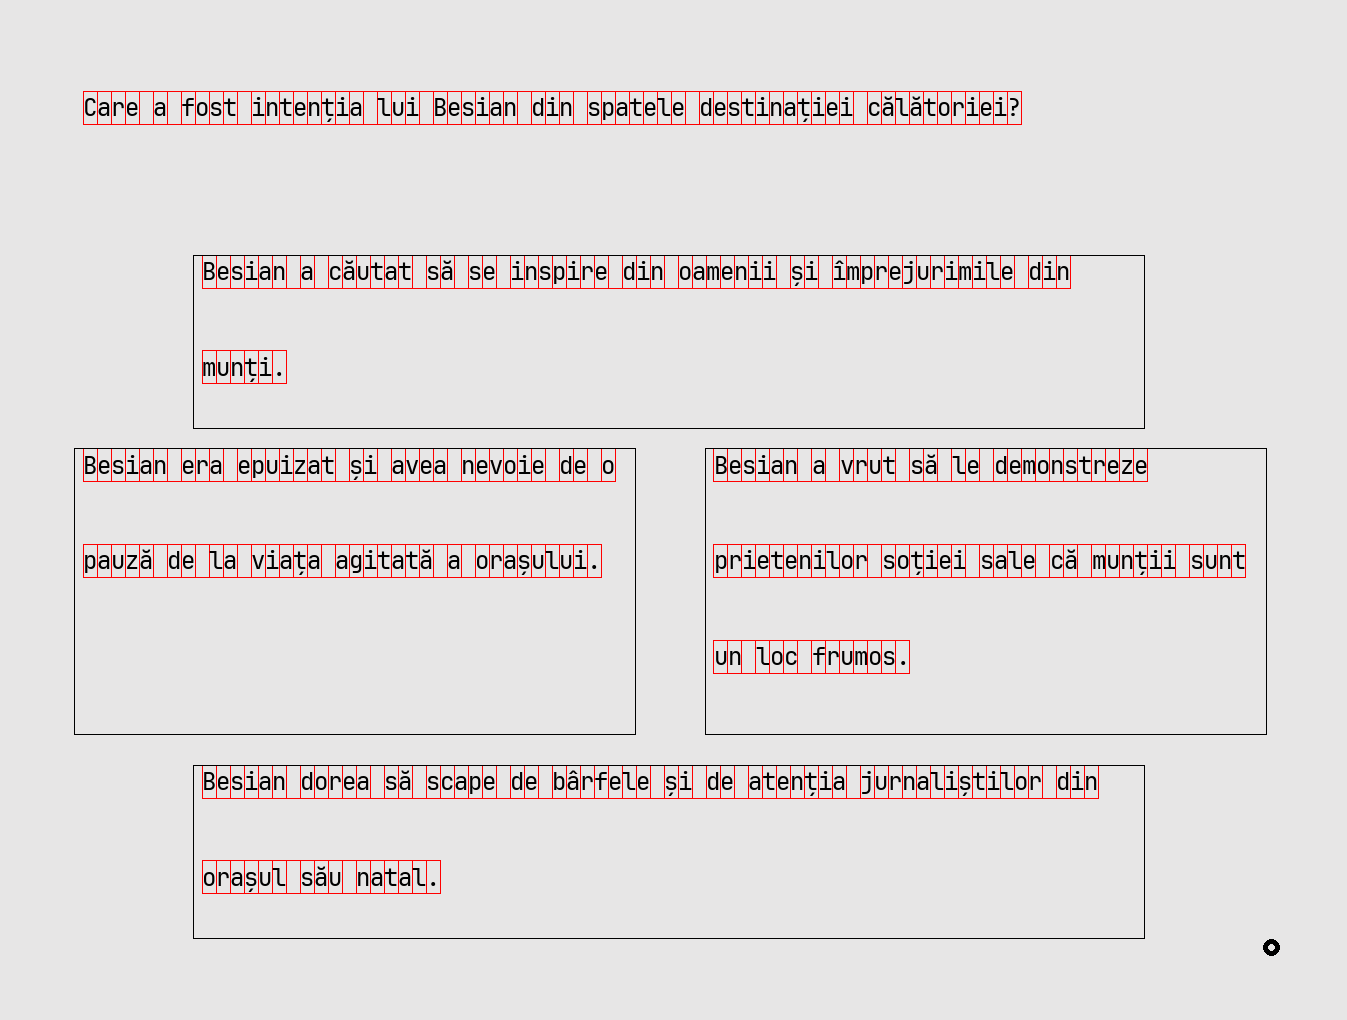 Care a fost intenția lui Besian din spatele destinației călătoriei?
Besian a căutat să se inspire din oamenii și împrejurimile din
munți.
Besian era epuizat și avea nevoie de o
pauză de la viața agitată a orașului.
Besian a vrut să le demonstreze
prietenilor soției sale că munții sunt
un loc frumos.
Besian dorea să scape de bârfele și de atenția jurnaliștilor din
orașul său natal.